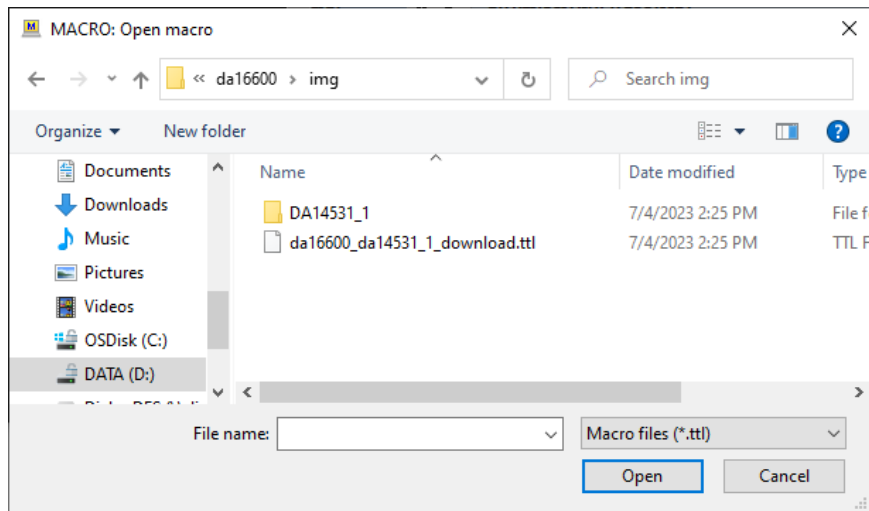 MACRO: Open macro
« da16600 › img
Search img
Organize
New folder
Name
Date modified
Type
Documents
Downloads
Music
Pictures
Videos
OSDisk (C:)
DATA (D:)
DA14531_1
7/4/2023 2:25 PM
File f
da16600_da14531_1_download.ttl
7/4/2023 2:25 PM
TTL F
File name:
Macro files (*.ttl)
Open
Cancel